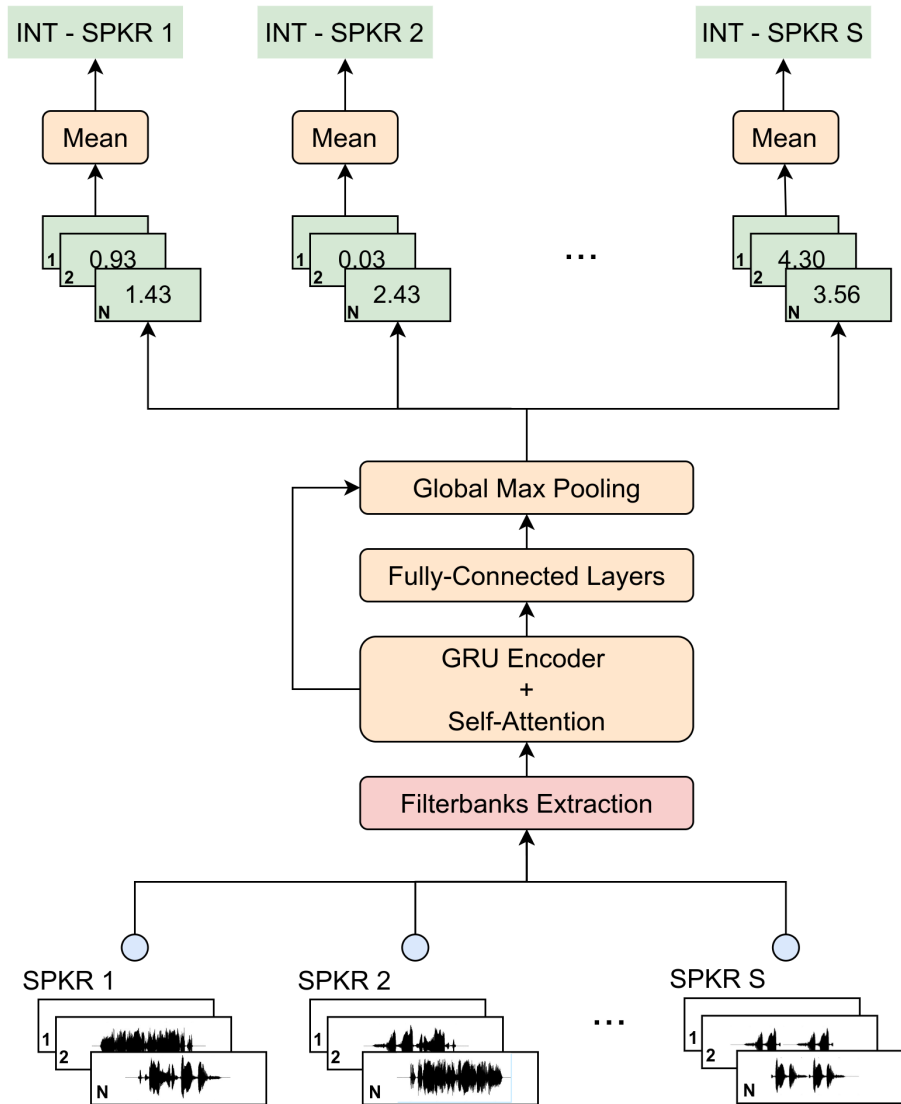 INT - SPKR 1 INT - SPKR 2 INT - SPKR S
Mean Mean Mean
1 1 1
2 0.93 2 0.03 ... 2 4.30
N 1.43 N 2.43 N 3.56
Global Max Pooling
Fully-Connected Layers
GRU Encoder
+
Self-Attention
Filterbanks Extraction
SPKR 1 SPKR 2 SPKR S
1 1 ... 1
2 2 2
N N N